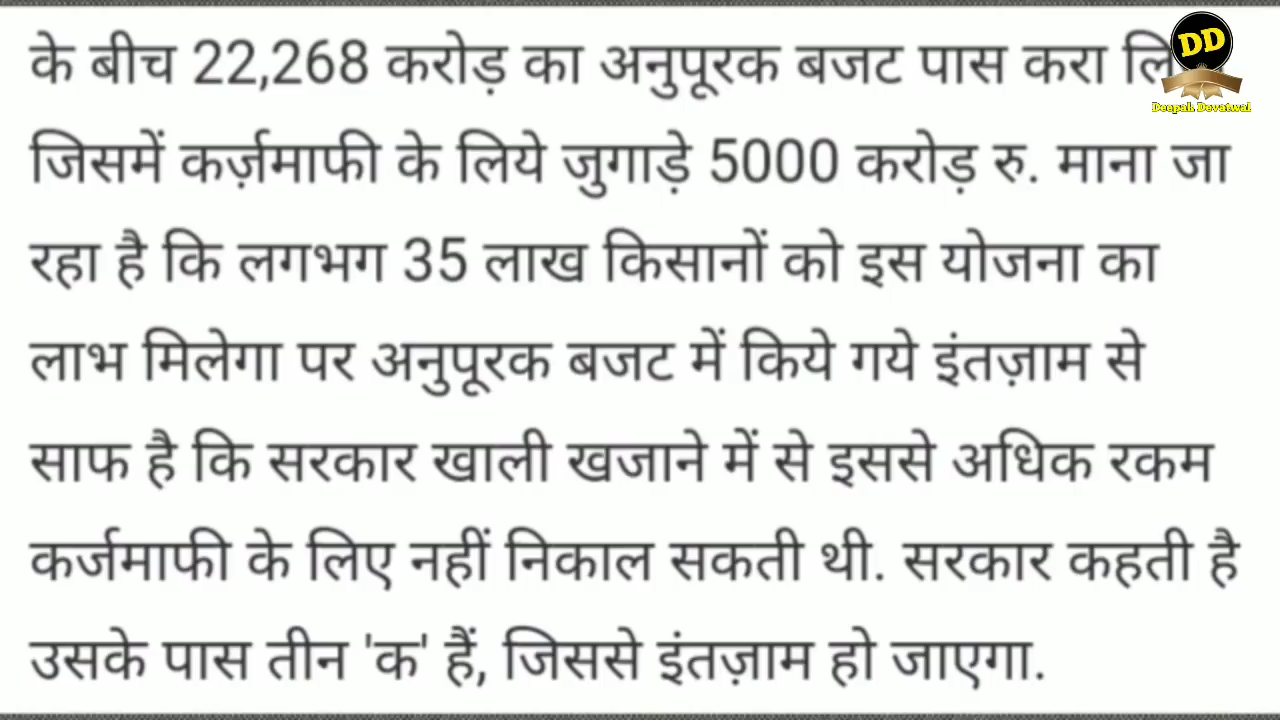 के बीच 22,268 करोड़ का अनुपूरक बजट पास करा
DD
Deepak Devatwal
जिसमें कर्ज़माफी के लिये जुगाड़े 5000 करोड़ रु. माना जा
रहा है कि लगभग 35 लाख किसानों को इस योजना का
लाभ मिलेगा पर अनुपूरक बजट में किये गये इंतज़ाम से
साफ है कि सरकार खाली खजाने में से इससे अधिक रकम
कर्जमाफी के लिए नहीं निकाल सकती थी. सरकार कहती है
उसके पास तीन 'क' हैं, जिससे इंतज़ाम हो जाएगा.